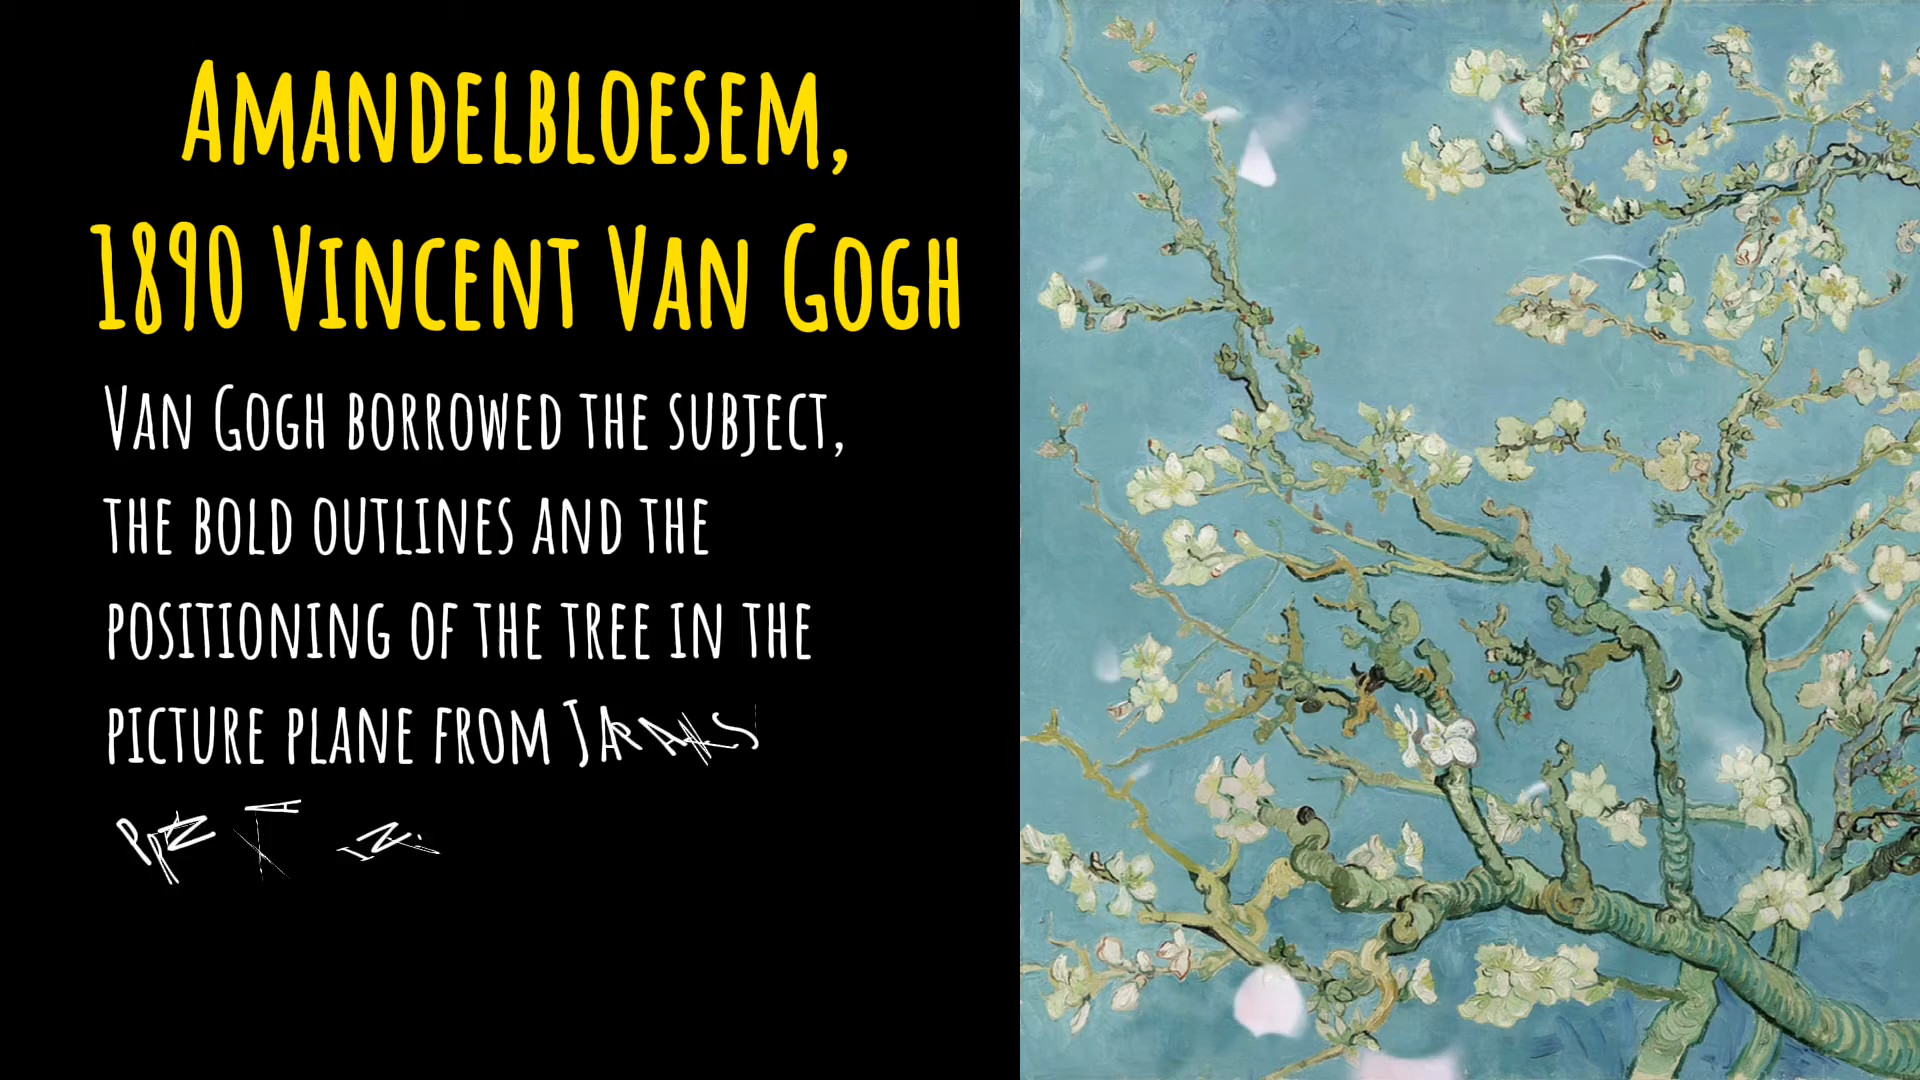 Amandelbloesem,
1890 Vincent Van Gogh
Van Gogh borrowed the subject,
the bold outlines and the
positioning of the tree in the
picture plane from